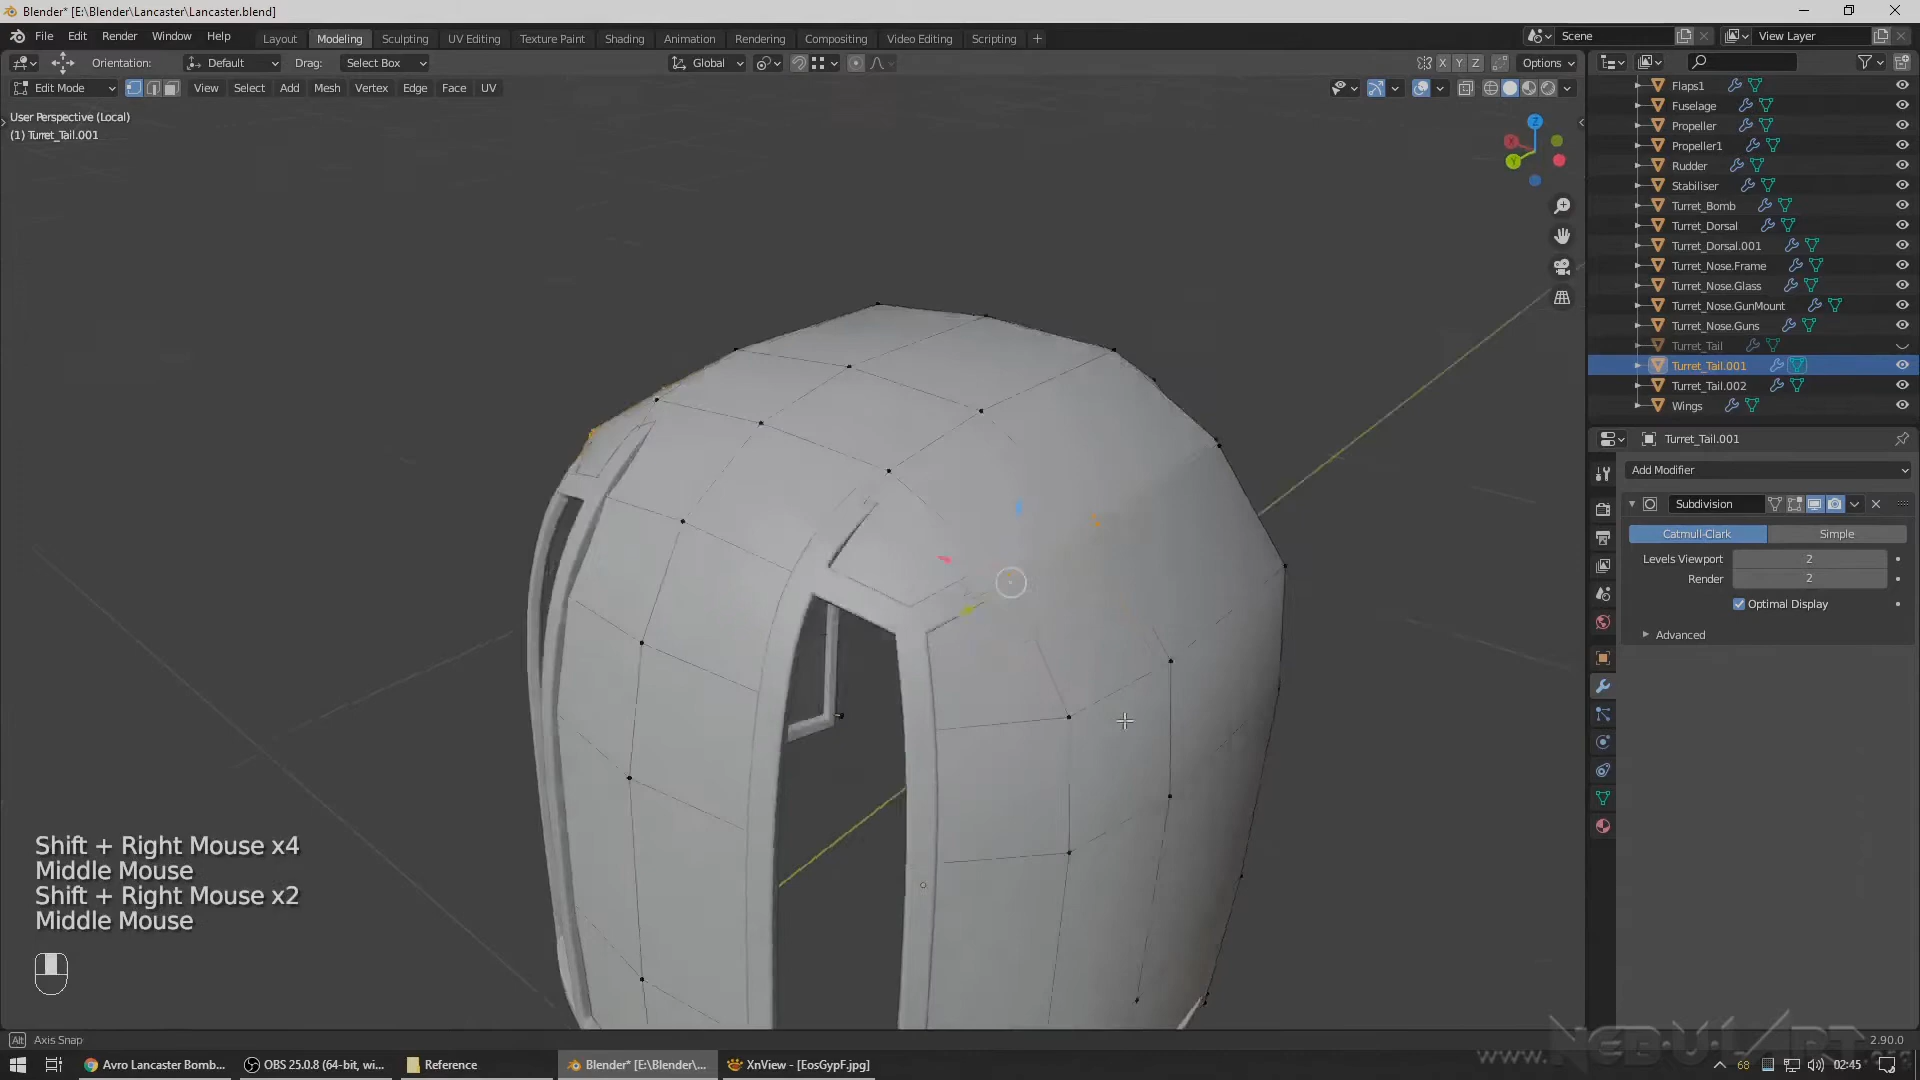 Blender* [E:\Blender\Lancaster\Lancaster.blend]
File Edit Render Window Help
Layout Modeling Sculpting UV Editing Texture Paint Shading Animation Rendering Compositing Video Editing Scripting +
Scene
View Layer
Orientation: Default Drag: Select Box
Global
X Y Z Options
Edit Mode View Select Add Mesh Vertex Edge Face UV
User Perspective (Local)
(1) Turret_Tail.001
Z
X
Y
Flaps1
Fuselage
Propeller
Propeller1
Rudder
Stabiliser
Turret_Bomb
Turret_Dorsal
Turret_Dorsal.001
Turret_Nose.Frame
Turret_Nose.Glass
Turret_Nose.GunMount
Turret_Nose.Guns
Turret_Tail
Turret_Tail.001
Turret_Tail.002
Wings
Turret_Tail.001
Add Modifier
Subdivision
Catmull-Clark Simple
Levels Viewport 2
Render 2
Optimal Display
Advanced
Shift + Right Mouse x4
Middle Mouse
Shift + Right Mouse x2
Middle Mouse
Alt Axis Snap
2.90.0
Avro Lancaster Bomb...
OBS 25.0.8 (64-bit, wi...
Reference
Blender* [E:\Blender\...
XnView - [EosGypF.jpg]
68
02:45